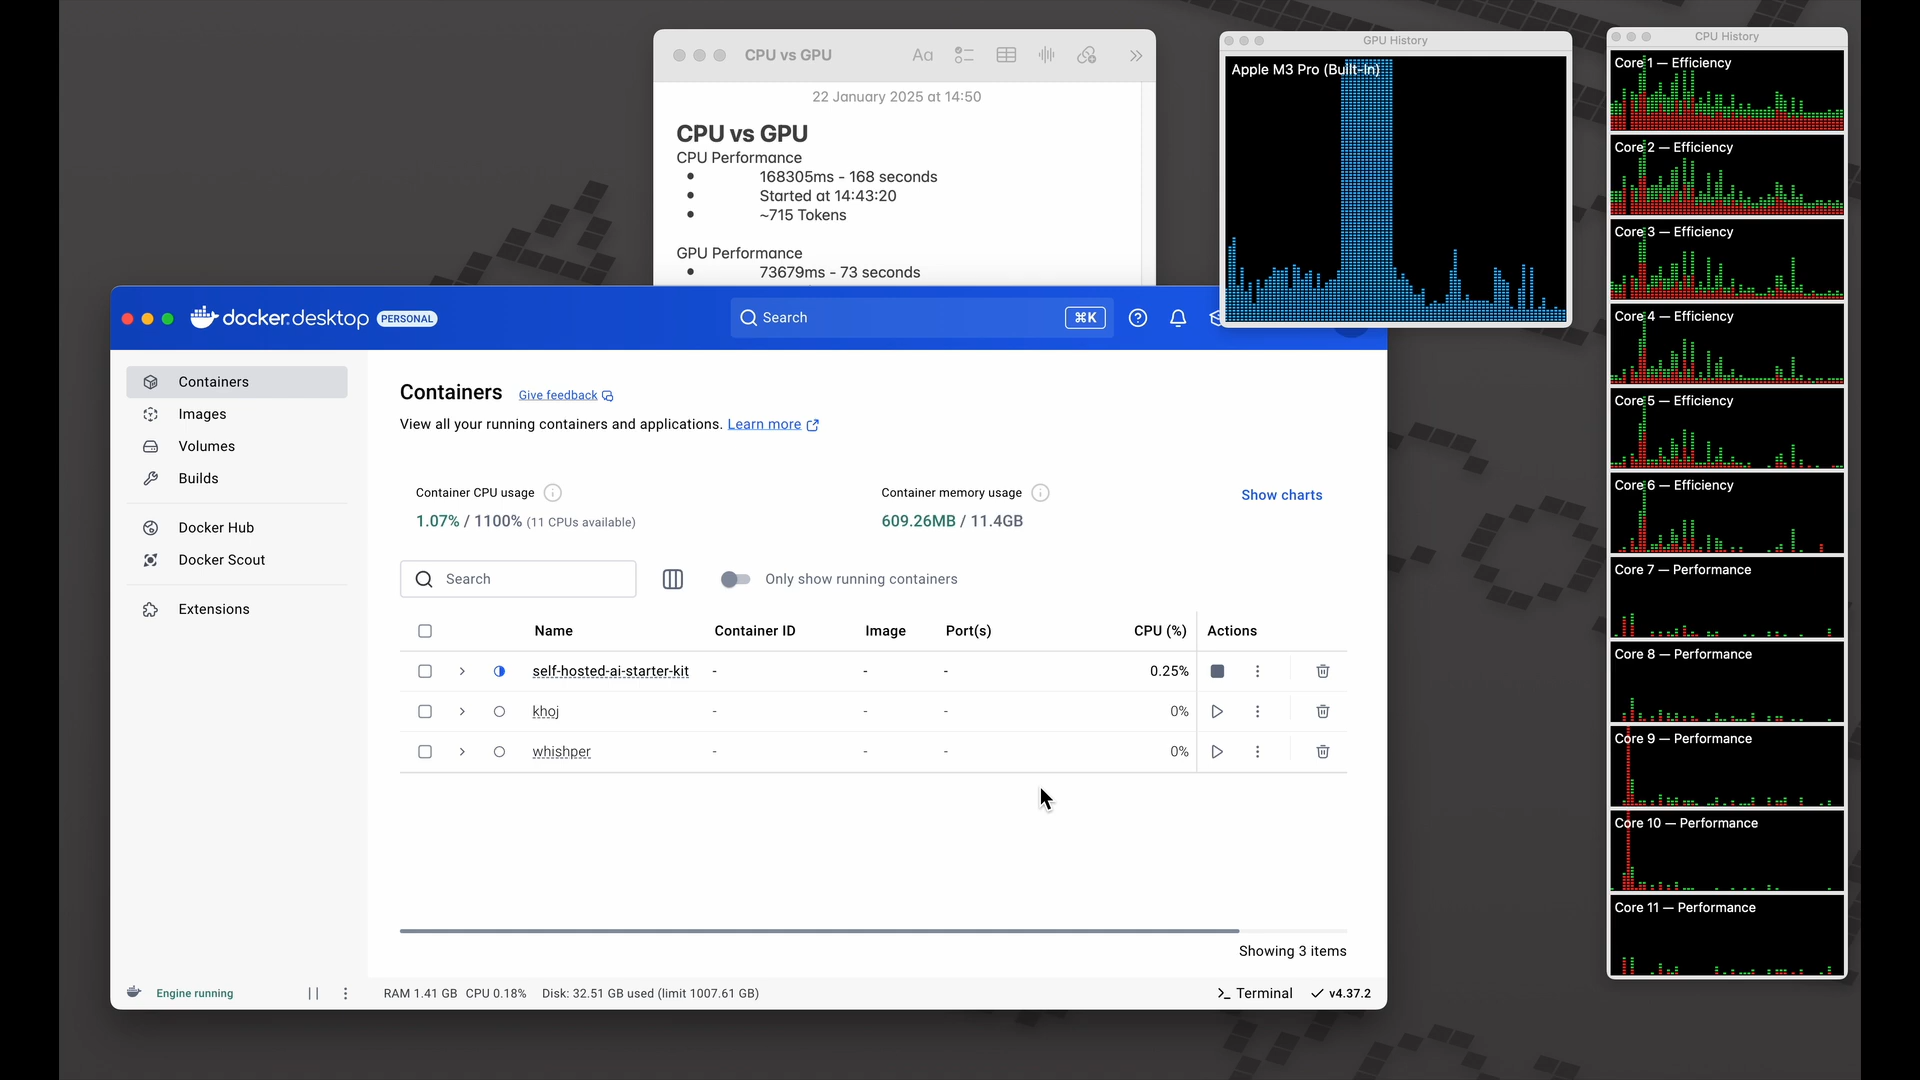 CPU vs GPU
Aa
22 January 2025 at 14:50
CPU vs GPU
CPU Performance
168305ms - 168 seconds
Started at 14:43:20
~715 Tokens
GPU Performance
73679ms - 73 seconds
GPU History
Apple M3 Pro (Built-In)
CPU History
Core 1 — Efficiency
Core 2 — Efficiency
Core 3 — Efficiency
Core 4 — Efficiency
Core 5 — Efficiency
Core 6 — Efficiency
Core 7 — Performance
Core 8 — Performance
Core 9 — Performance
Core 10 — Performance
Core 11 — Performance
docker desktop PERSONAL
Search ⌘K
Containers
Images
Volumes
Builds
Docker Hub
Docker Scout
Extensions
Containers Give feedback
View all your running containers and applications. Learn more
Container CPU usage
1.07% / 1100% (11 CPUs available)
Container memory usage
609.26MB / 11.4GB
Show charts
Search
Only show running containers
Name Container ID Image Port(s) CPU (%) Actions
self-hosted-ai-starter-kit - - - 0.25%
khoj - - - 0%
whishper - - - 0%
Showing 3 items
Engine running
RAM 1.41 GB CPU 0.18% Disk: 32.51 GB used (limit 1007.61 GB)
Terminal
v4.37.2